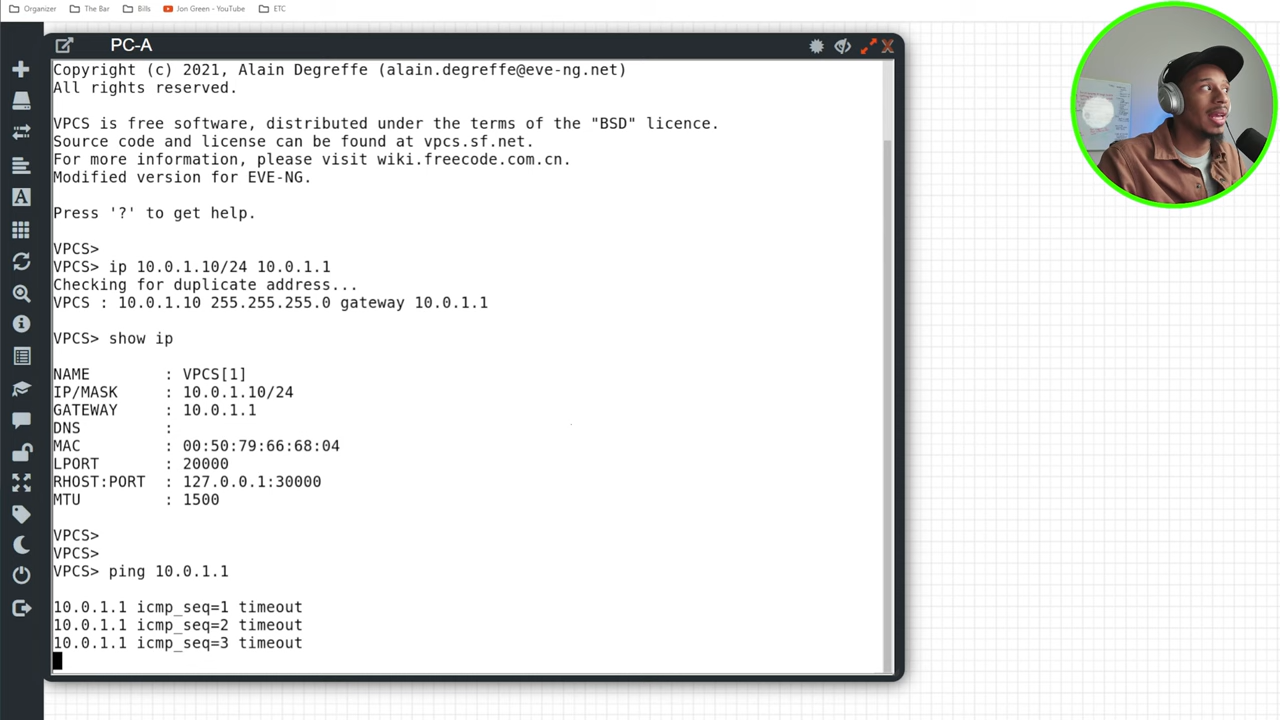 Organizer
The Bar
Bills
Jon Green - YouTube
ETC
PC-A
X
Copyright (c) 2021, Alain Degreffe (alain.degreffe@eve-ng.net)
All rights reserved.
VPCS is free software, distributed under the terms of the "BSD" licence.
Source code and license can be found at vpcs.sf.net.
For more information, please visit wiki.freecode.com.cn.
Modified version for EVE-NG.
Press '?' to get help.
VPCS>
VPCS> ip 10.0.1.10/24 10.0.1.1
Checking for duplicate address...
VPCS : 10.0.1.10 255.255.255.0 gateway 10.0.1.1
VPCS> show ip
NAME : VPCS[1]
IP/MASK : 10.0.1.10/24
GATEWAY : 10.0.1.1
DNS :
MAC : 00:50:79:66:68:04
LPORT : 20000
RHOST:PORT : 127.0.0.1:30000
MTU : 1500
VPCS>
VPCS>
VPCS> ping 10.0.1.1
10.0.1.1 icmp_seq=1 timeout
10.0.1.1 icmp_seq=2 timeout
10.0.1.1 icmp_seq=3 timeout